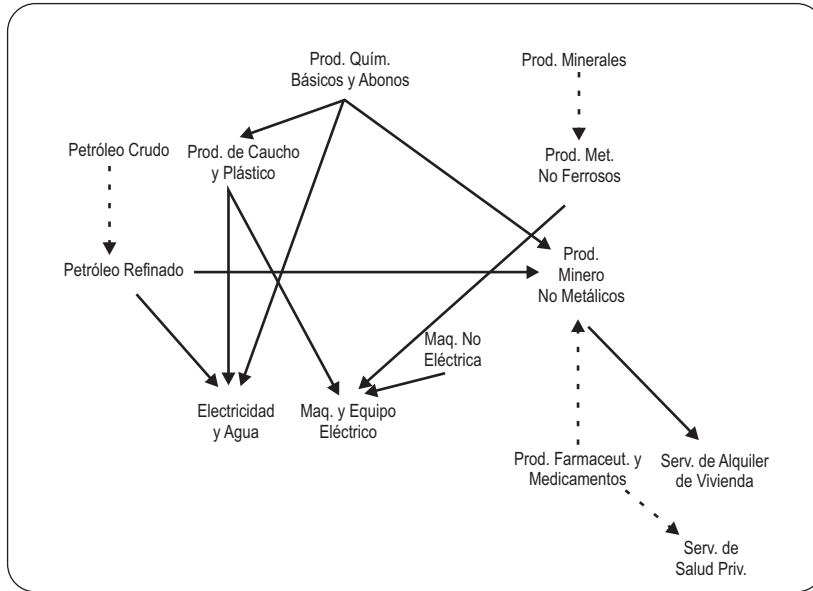 Prod. Quím.
Básicos y Abonos
Prod. Minerales
Petróleo Crudo
Prod. de Caucho
y Plástico
Prod. Met.
No Ferrosos
Petróleo Refinado
Prod.
Minero
No Metálicos
Maq. No
Eléctrica
Electricidad
y Agua
Maq. y Equipo
Eléctrico
Prod. Farmaceut. y
Medicamentos
Serv. de Alquiler
de Vivienda
Serv. de
Salud Priv.